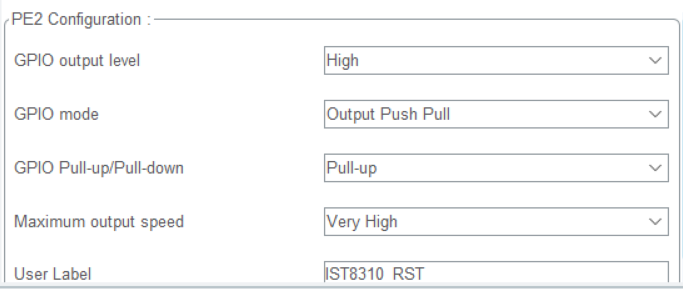 PE2 Configuration :
GPIO output level High
GPIO mode Output Push Pull
GPIO Pull-up/Pull-down Pull-up
Maximum output speed Very High
User Label IST8310_RST